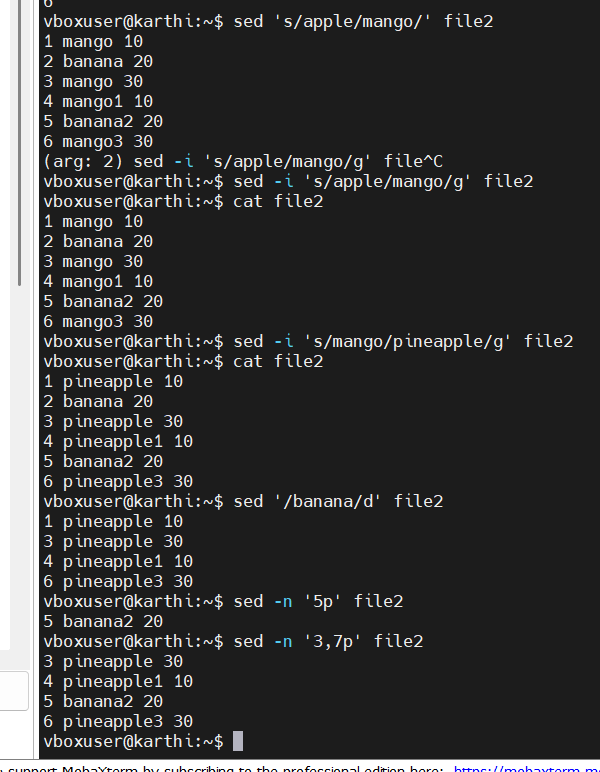 6
vboxuser@karthi:~$ sed 's/apple/mango/' file2
1 mango 10
2 banana 20
3 mango 30
4 mango1 10
5 banana2 20
6 mango3 30
(arg: 2) sed -i 's/apple/mango/g' file^C
vboxuser@karthi:~$ sed -i 's/apple/mango/g' file2
vboxuser@karthi:~$ cat file2
1 mango 10
2 banana 20
3 mango 30
4 mango1 10
5 banana2 20
6 mango3 30
vboxuser@karthi:~$ sed -i 's/mango/pineapple/g' file2
vboxuser@karthi:~$ cat file2
1 pineapple 10
2 banana 20
3 pineapple 30
4 pineapple1 10
5 banana2 20
6 pineapple3 30
vboxuser@karthi:~$ sed '/banana/d' file2
1 pineapple 10
3 pineapple 30
4 pineapple1 10
6 pineapple3 30
vboxuser@karthi:~$ sed -n '5p' file2
5 banana2 20
vboxuser@karthi:~$ sed -n '3,7p' file2
3 pineapple 30
4 pineapple1 10
5 banana2 20
6 pineapple3 30
vboxuser@karthi:~$
support MobaXterm by subscribing to the professional edition here: https://mobaxterm.m